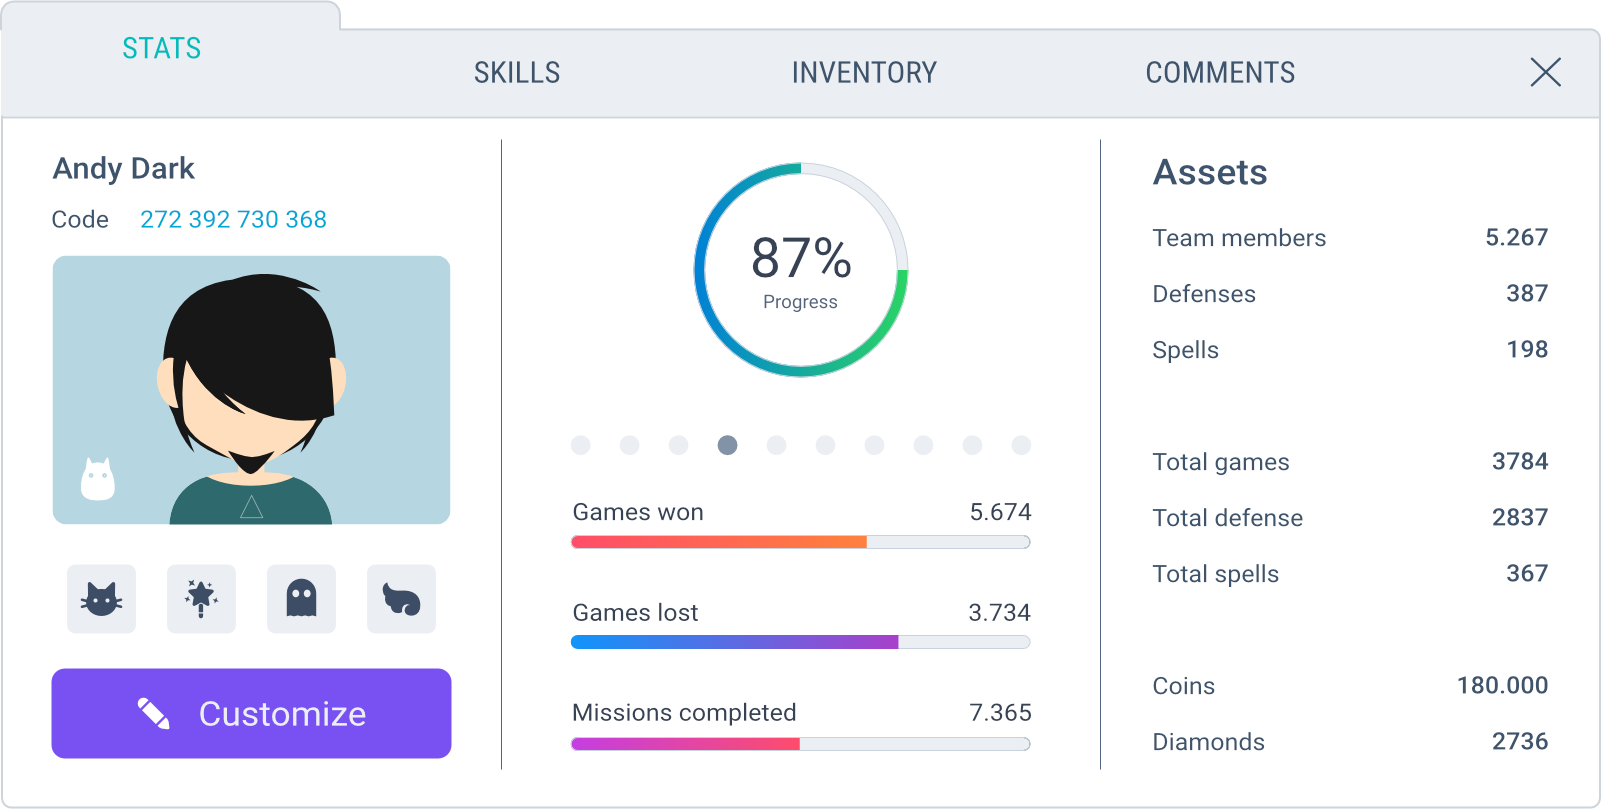 STATS
SKILLS
INVENTORY
COMMENTS
Andy Dark
Code 272 392 730 368
Customize
87%
Progress
Games won 5.674
Games lost 3.734
Missions completed 7.365
Assets
Team members 5.267
Defenses 387
Spells 198
Total games 3784
Total defense 2837
Total spells 367
Coins 180.000
Diamonds 2736